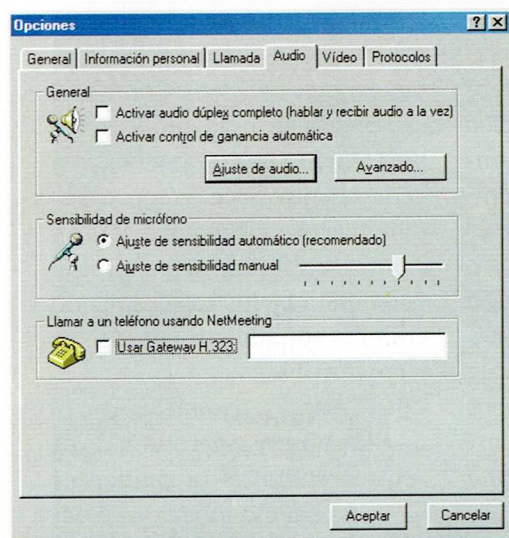 Opciones
General Información personal Llamada Audio Vídeo Protocolos
General
Activar audio dúplex completo (hablar y recibir audio a la vez)
Activar control de ganancia automática
Ajuste de audio... Avanzado...
Sensibilidad de micrófono
Ajuste de sensibilidad automático (recomendado)
Ajuste de sensibilidad manual
Llamar a un teléfono usando NetMeeting
Usar Gateway H.323:
Aceptar Cancelar